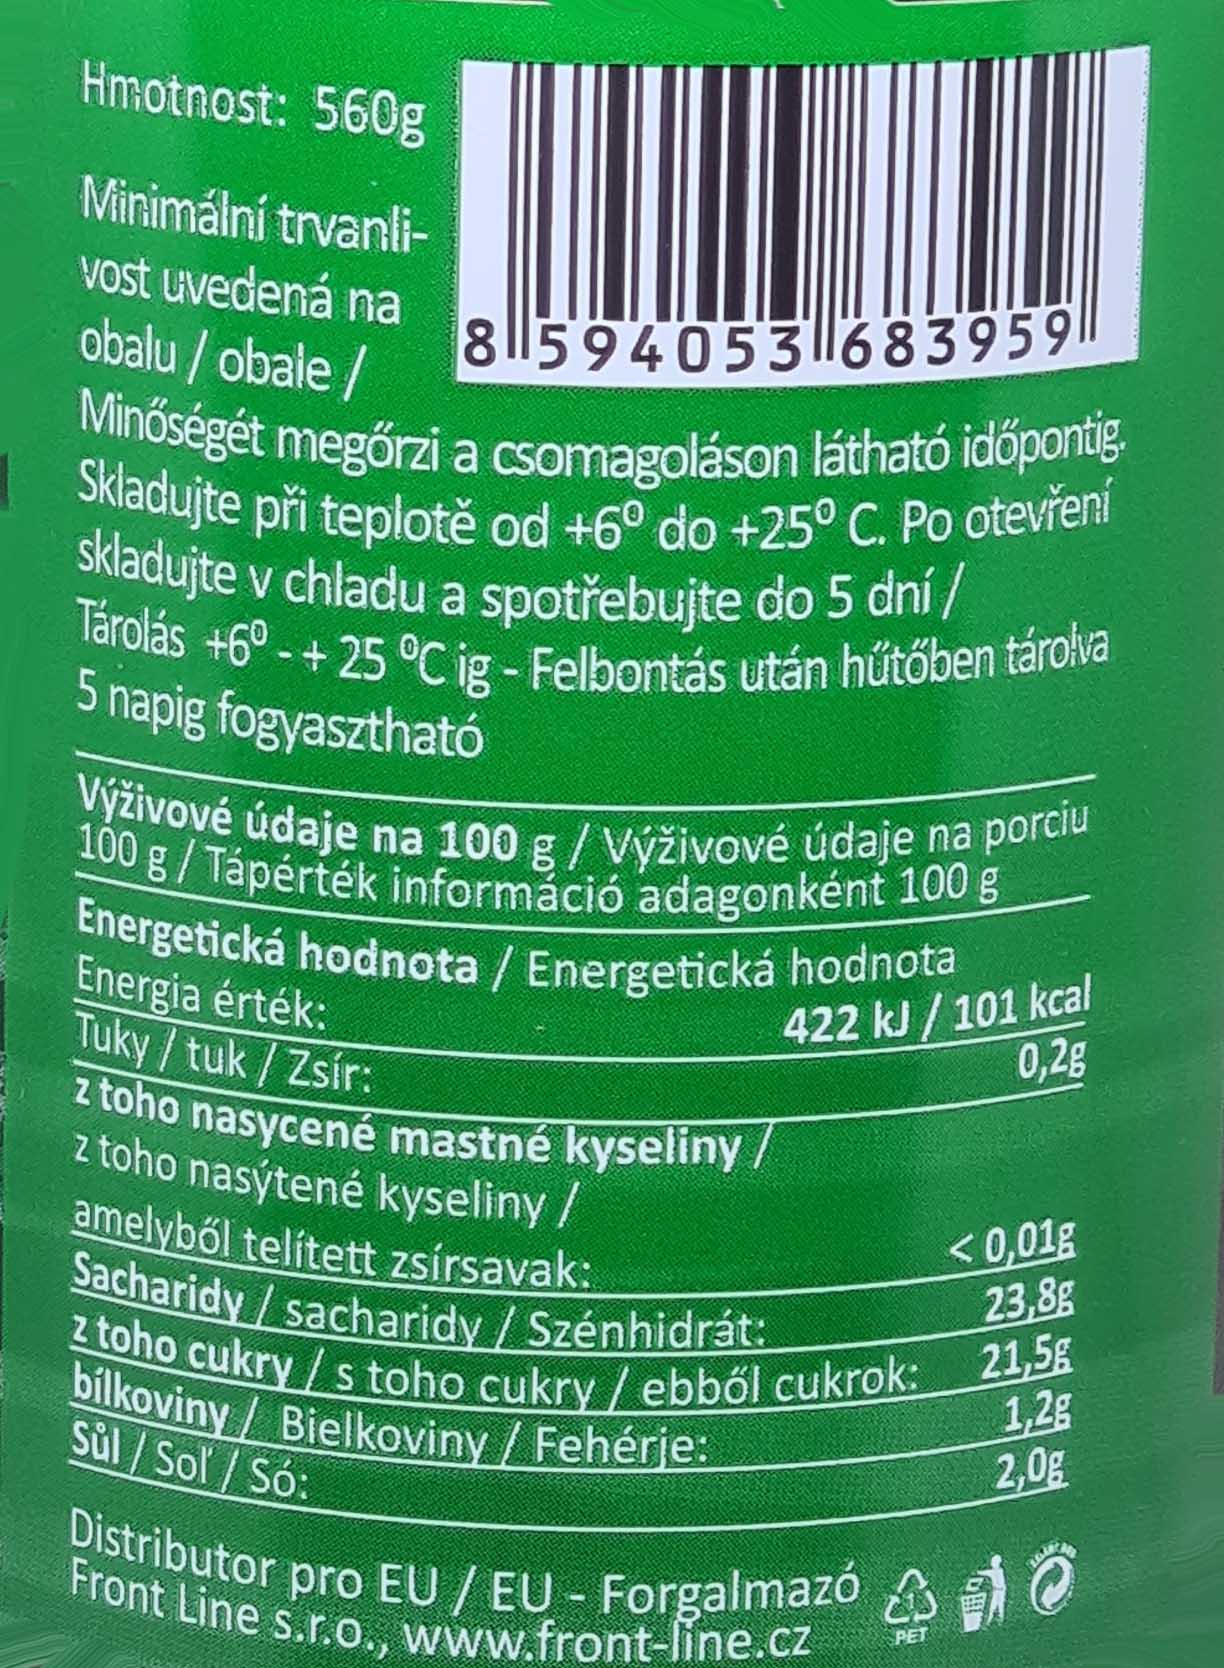 Hmotnost: 560g
Minimální trvanli-
vost uvedená na
obalu / obale /
8 594053 683959
Minőségét megőrzi a csomagoláson látható időpontig.
Skladujte při teplotě od +6⁰ do +25⁰ C. Po otevření
skladujte v chladu a spotřebujte do 5 dní /
Tárolás +6⁰ - + 25 ⁰C ig - Felbontás után hűtőben tárolva
5 napig fogyasztható
Výživové údaje na 100 g / Výživové údaje na porciu
100 g / Tápérték információ adagonként 100 g
Energetická hodnota / Energetická hodnota
Energia érték: 422 kJ / 101 kcal
Tuky / tuk / Zsír: 0,2g
z toho nasycené mastné kyseliny /
z toho nasýtené kyseliny /
amelyből telített zsírsavak: < 0,01g
Sacharidy / sacharidy / Szénhidrát: 23,8g
z toho cukry / s toho cukry / ebből cukrok: 21,5g
bílkoviny / Bielkoviny / Fehérje: 1,2g
Sůl / Soľ / Só: 2,0g
Distributor pro EU / EU - Forgalmazó
Front Line s.r.o., www.front-line.cz
1
PET